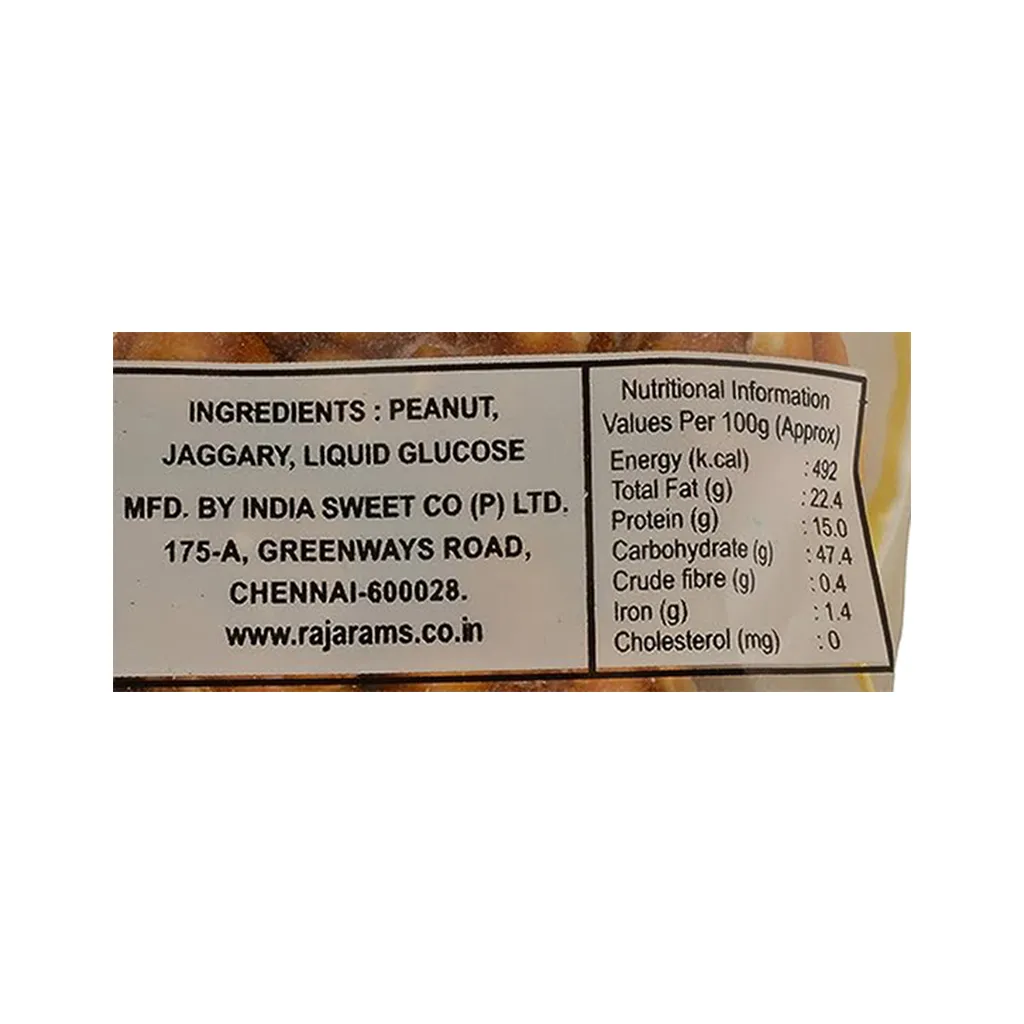 INGREDIENTS : PEANUT,
JAGGARY, LIQUID GLUCOSE
MFD. BY INDIA SWEET CO (P) LTD.
175-A, GREENWAYS ROAD,
CHENNAI-600028.
www.rajarams.co.in
Nutritional Information
Values Per 100g (Approx)
Energy (k.cal) : 492
Total Fat (g) : 22.4
Protein (g) : 15.0
Carbohydrate (g) : 47.4
Crude fibre (g) : 0.4
Iron (g) : 1.4
Cholesterol (mg) : 0